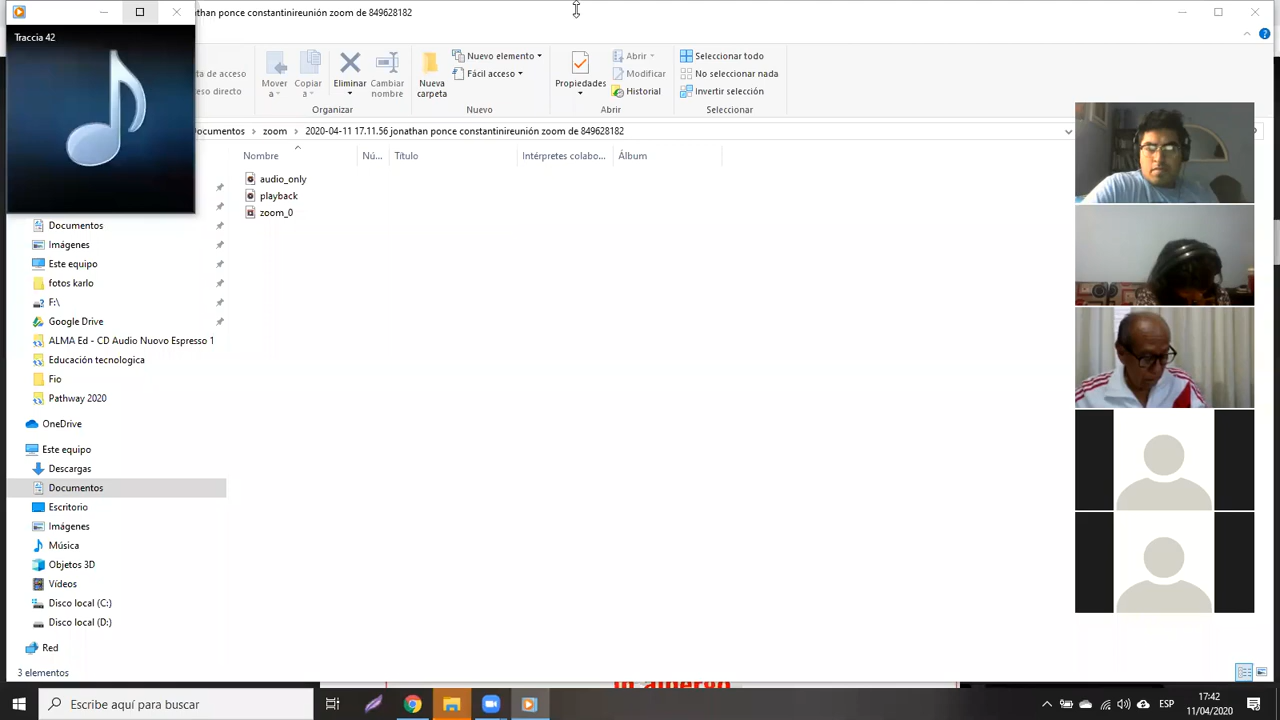 than ponce constantinireunión zoom de 849628182
Traccia 42
ta de acceso
eso directo
Mover a
Copiar a
Eliminar
Cambiar nombre
Organizar
Nueva carpeta
Nuevo elemento
Fácil acceso
Nuevo
Propiedades
Abrir
Modificar
Historial
Abrir
Seleccionar todo
No seleccionar nada
Invertir selección
Seleccionar
ocumentos
zoom
2020-04-11 17.11.56 jonathan ponce constantinireunión zoom de 849628182
Nombre
Nú...
Título
Intérpretes colabo...
Álbum
audio_only
playback
zoom_0
Documentos
Imágenes
Este equipo
fotos karlo
F:\
Google Drive
ALMA Ed - CD Audio Nuovo Espresso 1
Educación tecnologica
Fio
Pathway 2020
OneDrive
Este equipo
Descargas
Documentos
Escritorio
Imágenes
Música
Objetos 3D
Vídeos
Disco local (C:)
Disco local (D:)
Red
3 elementos
Escribe aquí para buscar
ESP
17:42
11/04/2020